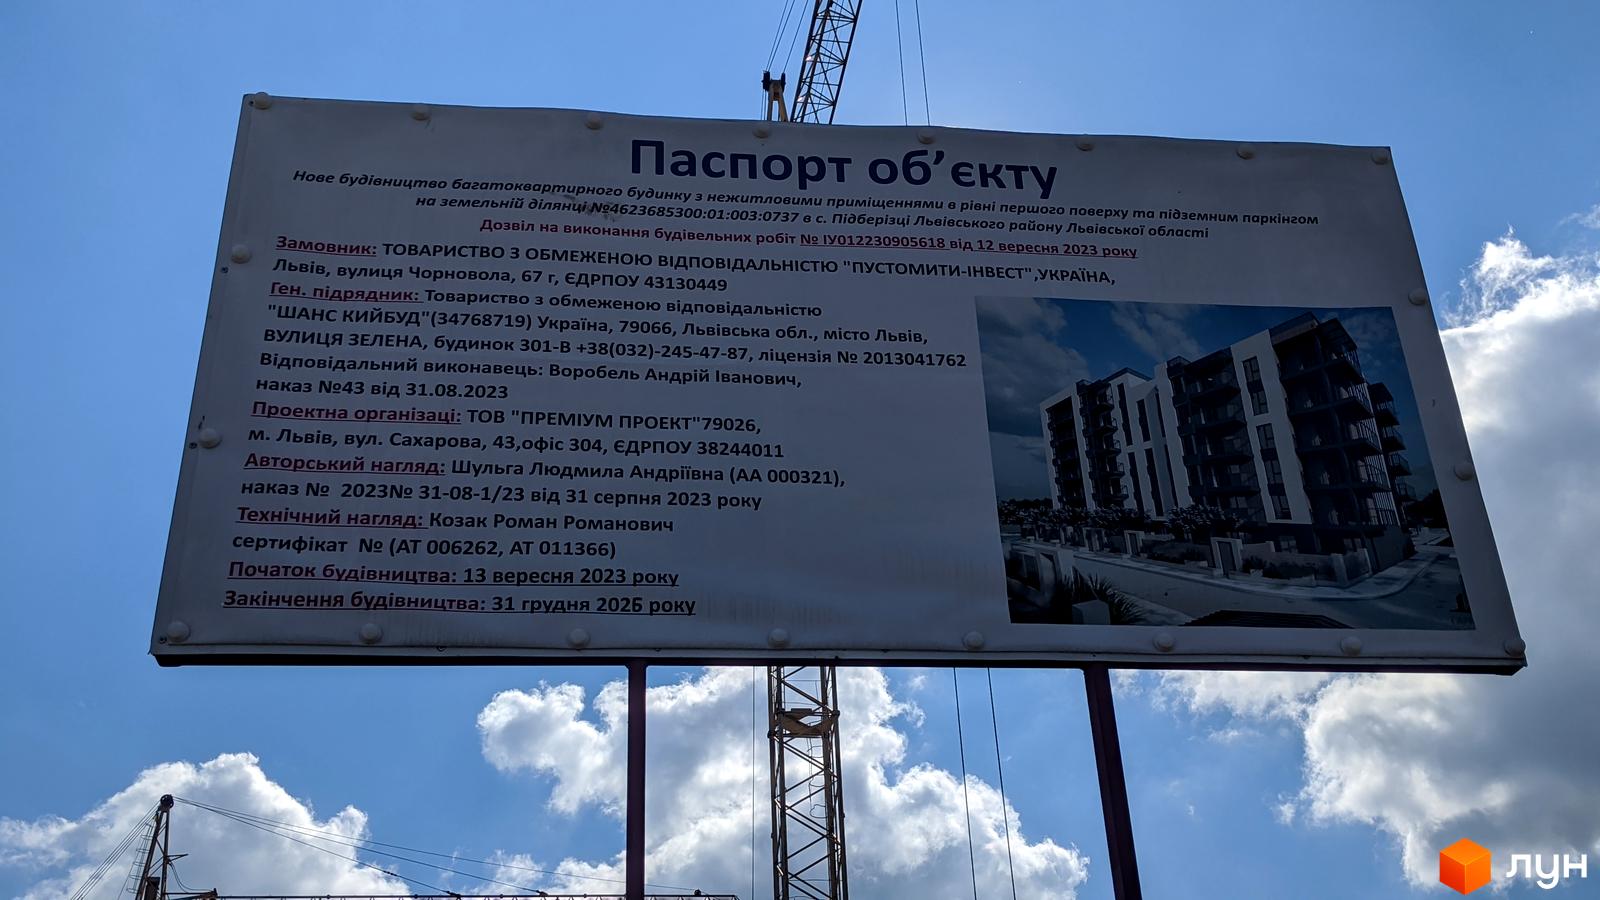 Паспорт об’єкту
Нове будівництво багатоквартирного будинку з нежитловими приміщеннями в рівні першого поверху та підземним паркінгом
на земельній ділянці №4623685300:01:003:0737 в с. Підберізці Львівського району Львівської області
Дозвіл на виконання будівельних робіт № ІУ012230905618 від 12 вересня 2023 року
Замовник: ТОВАРИСТВО З ОБМЕЖЕНОЮ ВІДПОВІДАЛЬНІСТЮ "ПУСТОМИТИ-ІНВЕСТ",УКРАЇНА,
Львів, вулиця Чорновола, 67 г, ЄДРПОУ 43130449
Ген. підрядник: Товариство з обмеженою відповідальністю
"ШАНС КИЙБУД"(34768719) Україна, 79066, Львівська обл., місто Львів,
ВУЛИЦЯ ЗЕЛЕНА, будинок 301-В +38(032)-245-47-87, ліцензія № 2013041762
Відповідальний виконавець: Воробель Андрій Іванович,
наказ №43 від 31.08.2023
Проектна організаці: ТОВ "ПРЕМІУМ ПРОЕКТ"79026,
м. Львів, вул. Сахарова, 43,офіс 304, ЄДРПОУ 38244011
Авторський нагляд: Шульга Людмила Андріївна (АА 000321),
наказ № 2023№ 31-08-1/23 від 31 серпня 2023 року
Технічний нагляд: Козак Роман Романович
сертифікат № (АТ 006262, АТ 011366)
Початок будівництва: 13 вересня 2023 року
Закінчення будівництва: 31 грудня 2026 року
лун